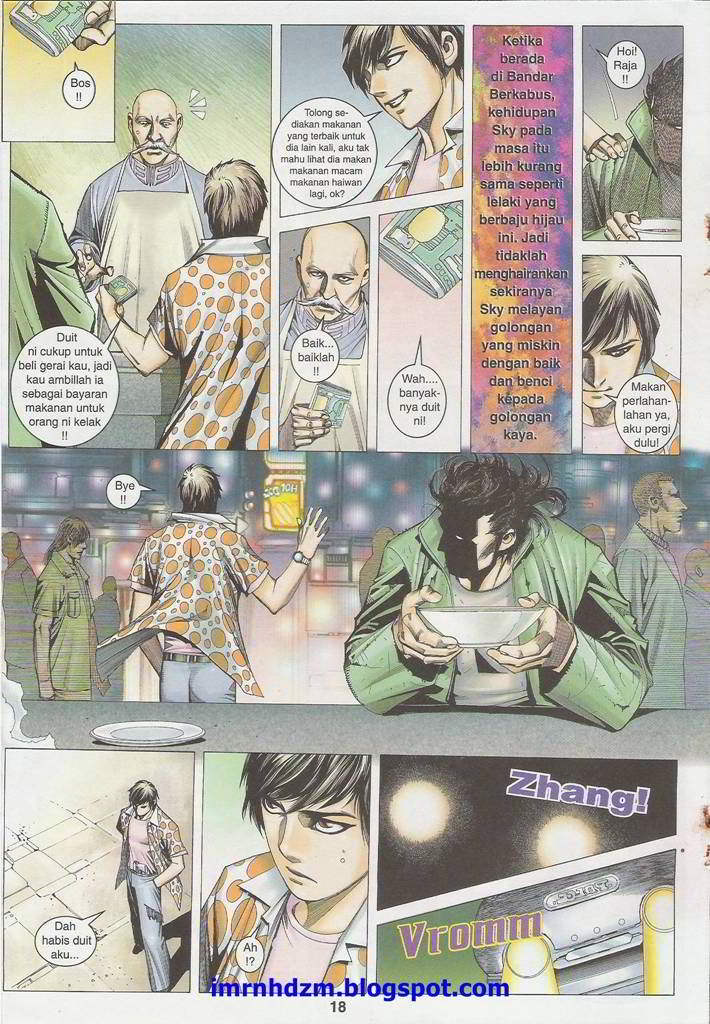 Bos
!!
Duit
ni cukup untuk
beli gerai kau, jadi
kau ambillah ia
sebagai bayaran
makanan untuk
orang ni kelak
!!
Tolong se-
diakan makanan
yang terbaik untuk
dia lain kali, aku tak
mahu lihat dia makan
makanan macam
makanan haiwan
lagi, ok?
Baik...
baiklah
!!
Wah....
banyak-
nya duit
ni!
Ketika
berada
di Bandar
Berkabus,
kehidupan
Sky pada
masa itu
lebih kurang
sama seperti
lelaki yang
berbaju hijau
ini. Jadi
tidak
menghairankan
sekiranya
Sky melayan
golongan
yang miskin
dengan baik
dan benci
kepada
golongan
kaya.
Hoi!
Raja
!!
Makan
perlahan-
lahan ya,
aku pergi
dulu!
Bye
!!
Dah
habis duit
aku...
Ah
!?
Zhang!
Vromm
imrnhdzm.blogspot.com
18